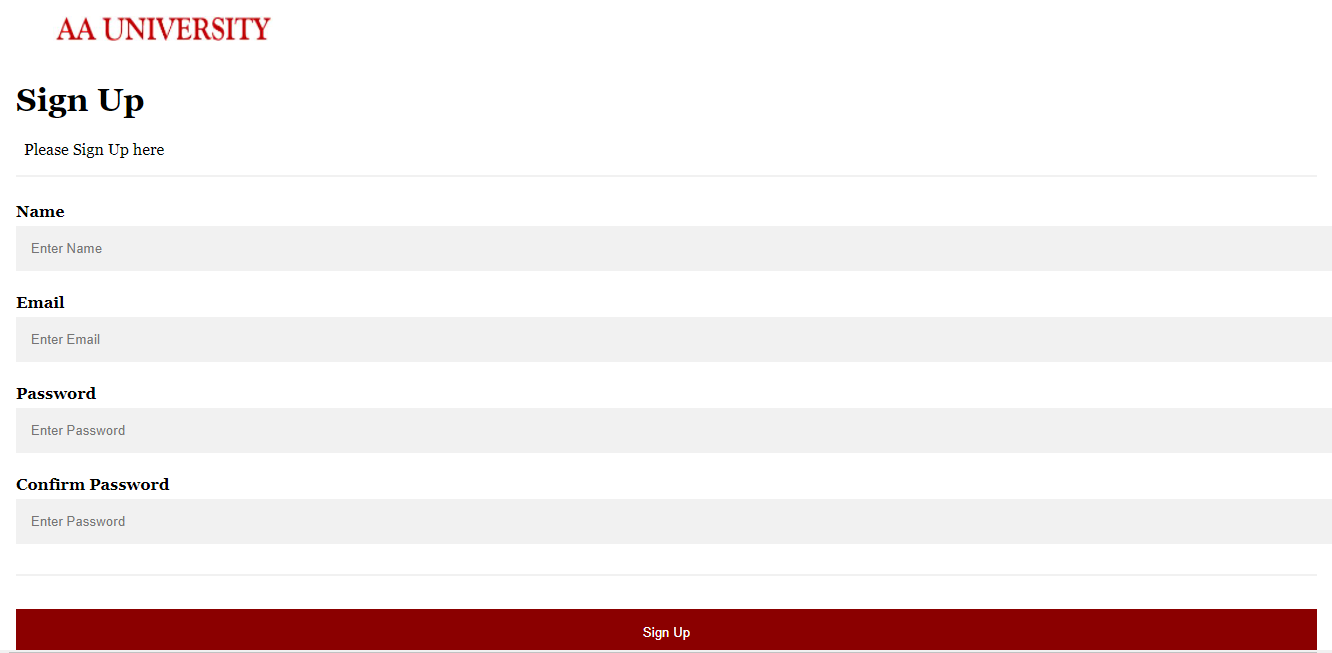 AA UNIVERSITY
Sign Up
Please Sign Up here
Name
Enter Name
Email
Enter Email
Password
Enter Password
Confirm Password
Enter Password
Sign Up